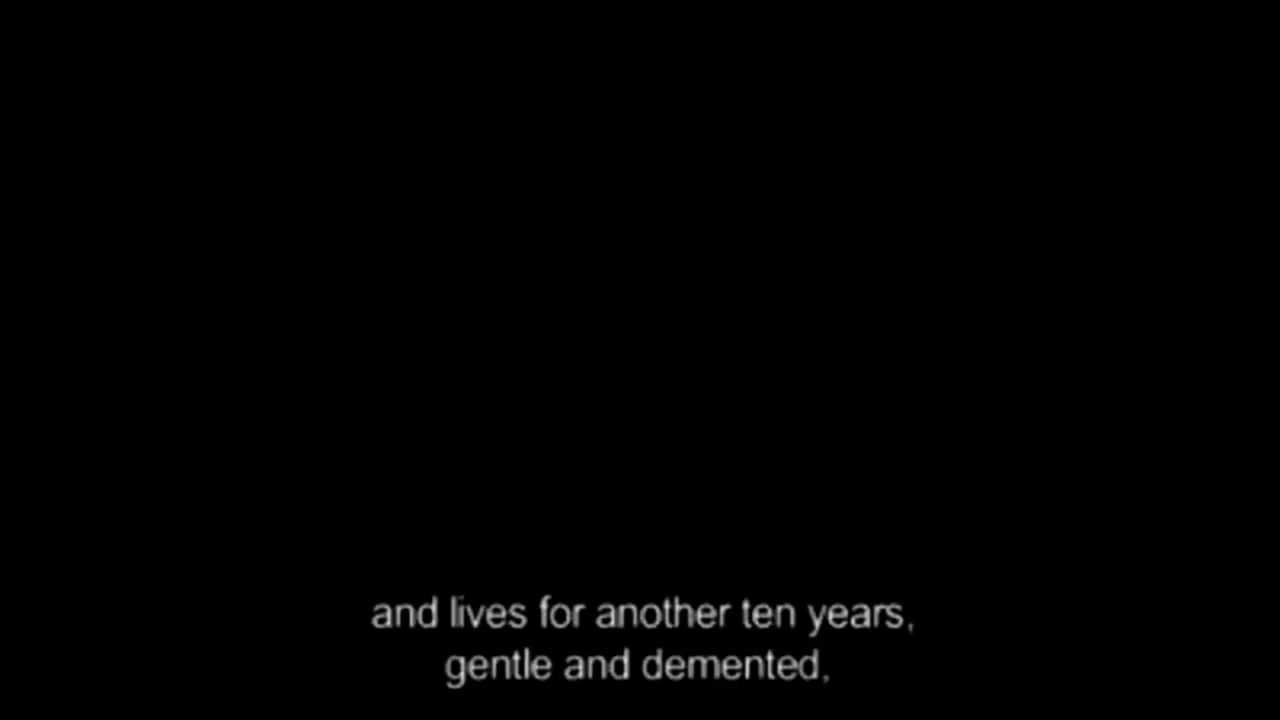 and lives for another ten years,
gentle and demented,